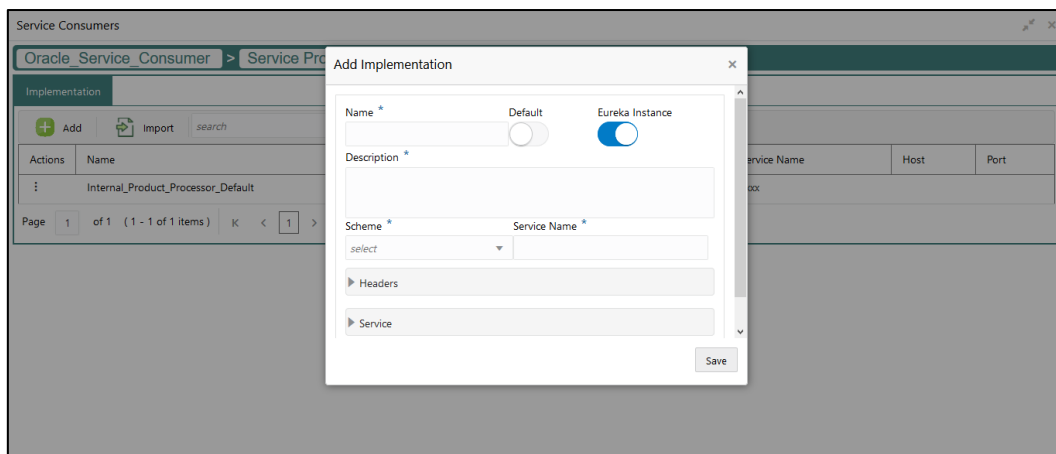 Service Consumers
Oracle_Service_Consumer > Service Pro
Implementation
Add Import search
Actions Name ervice Name Host Port
Internal_Product_Processor_Default
Page 1 of 1 (1 - 1 of 1 items) K < 1 >
Add Implementation ×
Name * Default Eureka Instance
Description *
Scheme * Service Name *
select
Headers
Service
Save